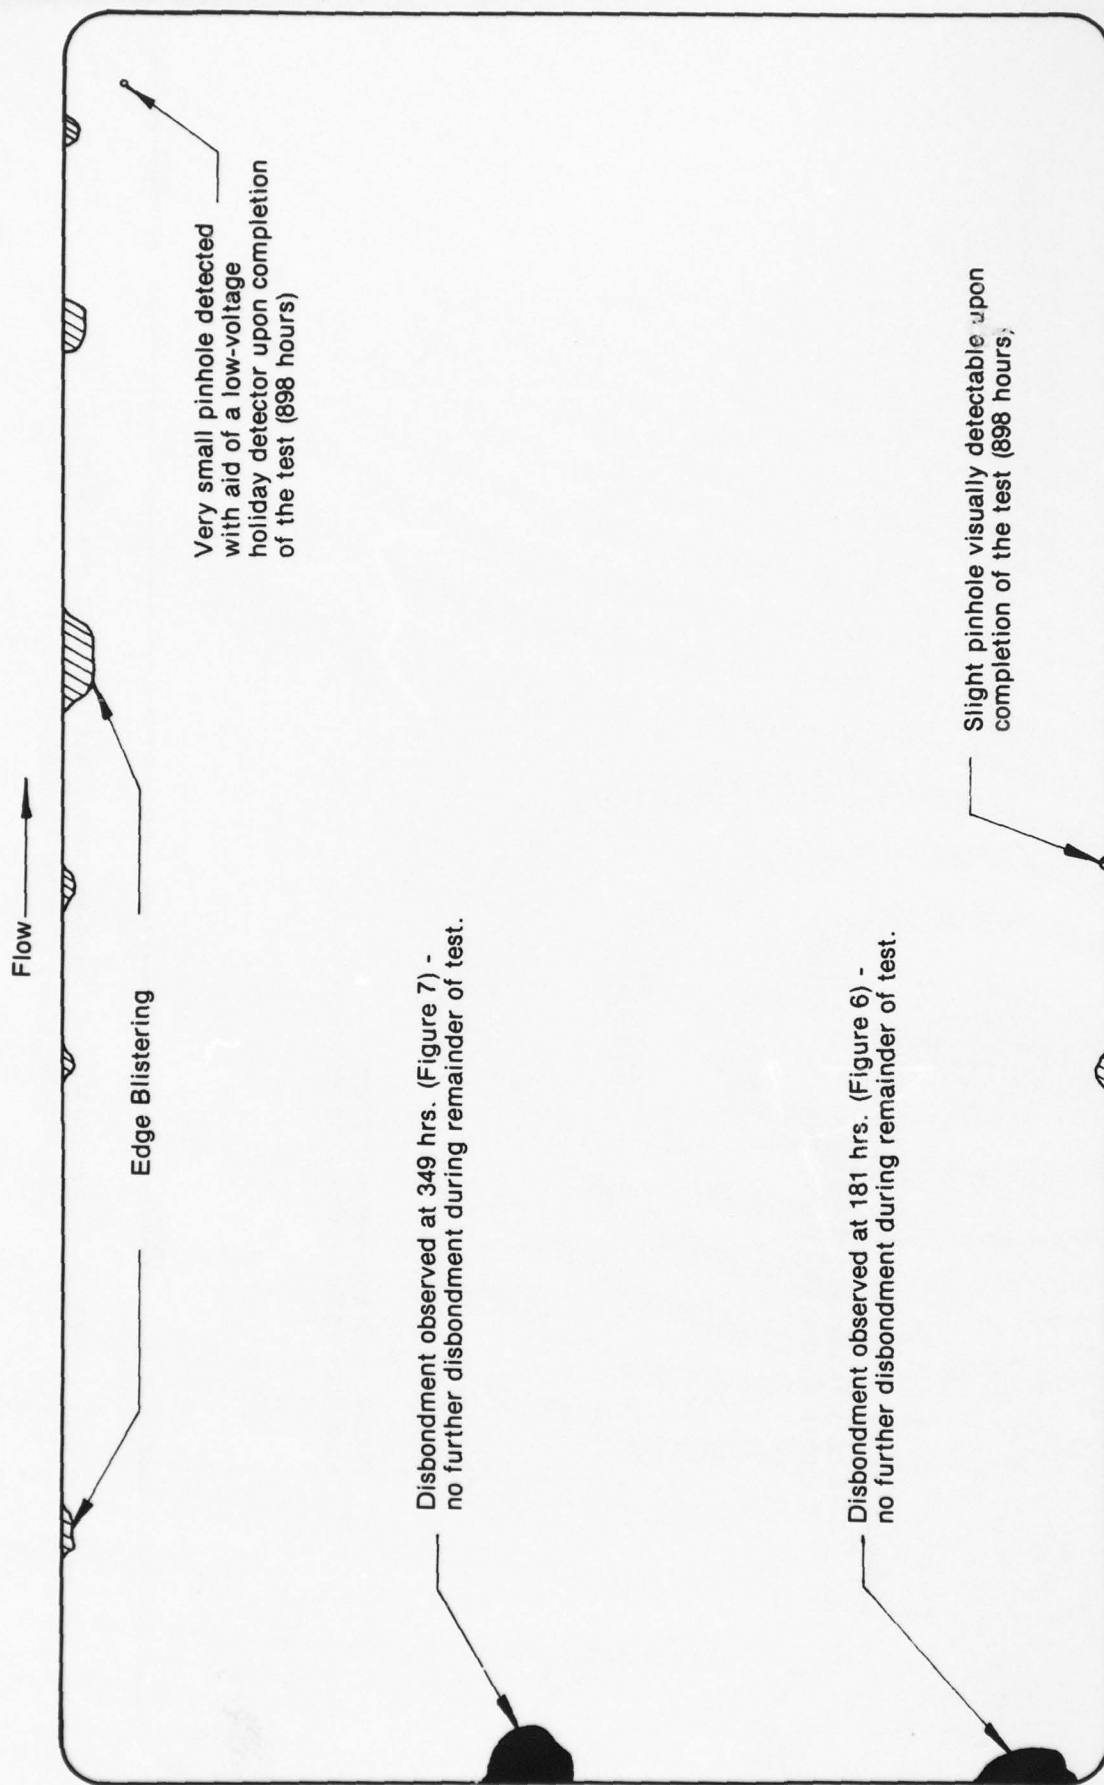 Flow
Edge Blistering
Very small pinhole detected
with aid of a low-voltage
holiday detector upon completion
of the test (898 hours)
Disbondment observed at 349 hrs. (Figure 7) -
no further disbondment during remainder of test.
Disbondment observed at 181 hrs. (Figure 6) -
no further disbondment during remainder of test.
Slight pinhole visually detectable upon
completion of the test (898 hours)